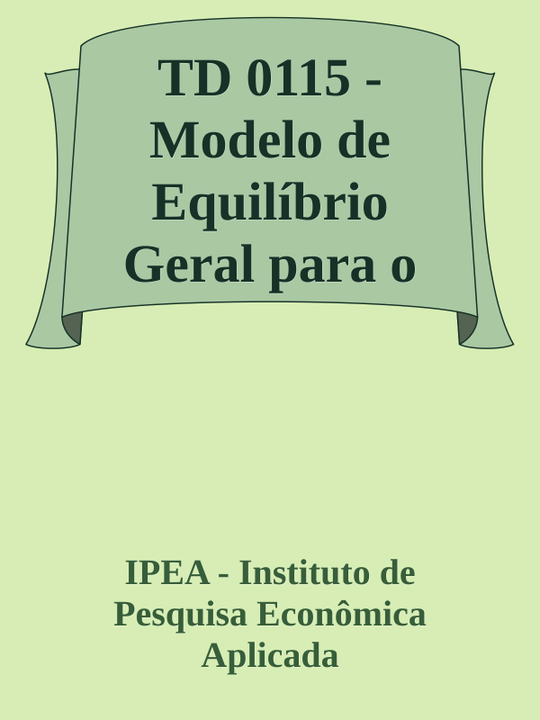 TD 0115 -
Modelo de
Equilíbrio
Geral para o
IPEA - Instituto de
Pesquisa Econômica
Aplicada